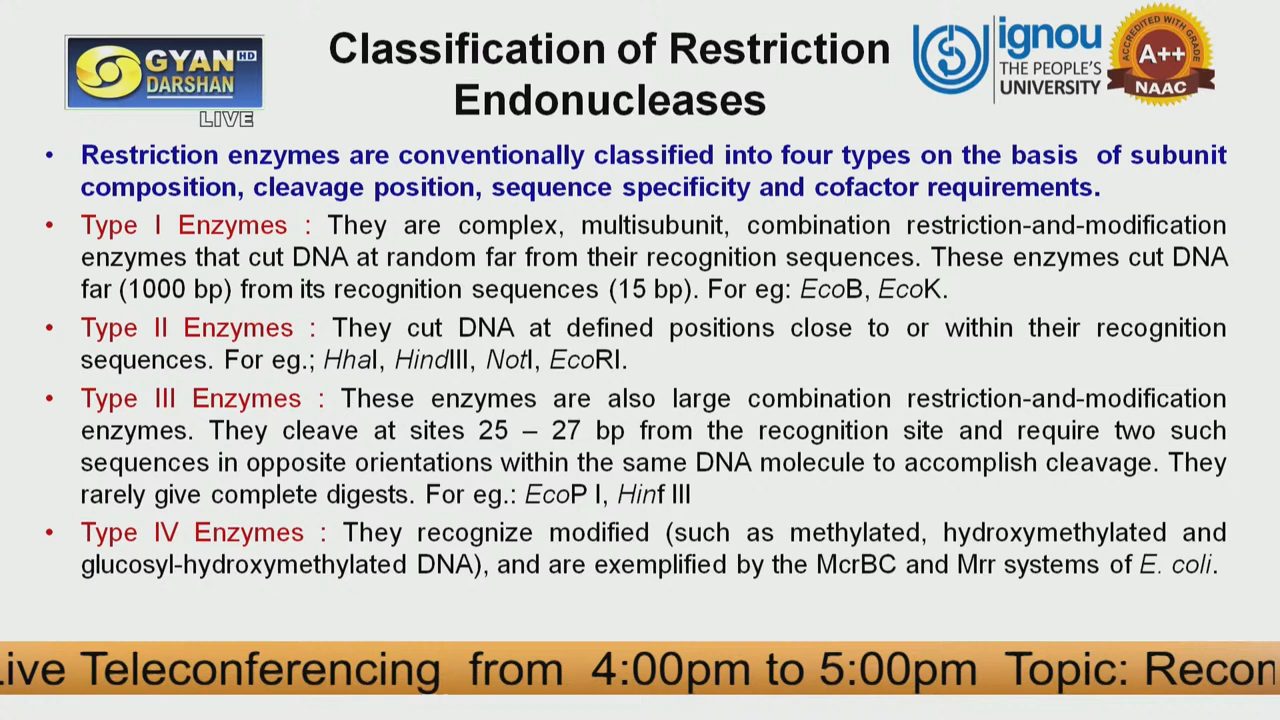 GYAN HD
DARSHAN
LIVE
Classification of Restriction
Endonucleases
ignou
THE PEOPLE'S
UNIVERSITY
ACCREDITED WITH GRADE
A++
NAAC
• Restriction enzymes are conventionally classified into four types on the basis of subunit
composition, cleavage position, sequence specificity and cofactor requirements.
• Type I Enzymes : They are complex, multisubunit, combination restriction-and-modification
enzymes that cut DNA at random far from their recognition sequences. These enzymes cut DNA
far (1000 bp) from its recognition sequences (15 bp). For eg: EcoB, EcoK.
• Type II Enzymes : They cut DNA at defined positions close to or within their recognition
sequences. For eg.; HhaI, HindIII, NotI, EcoRI.
• Type III Enzymes : These enzymes are also large combination restriction-and-modification
enzymes. They cleave at sites 25 – 27 bp from the recognition site and require two such
sequences in opposite orientations within the same DNA molecule to accomplish cleavage. They
rarely give complete digests. For eg.: EcoP I, Hinf III
• Type IV Enzymes : They recognize modified (such as methylated, hydroxymethylated and
glucosyl-hydroxymethylated DNA), and are exemplified by the McrBC and Mrr systems of E. coli.
Live Teleconferencing from 4:00pm to 5:00pm Topic: Recon